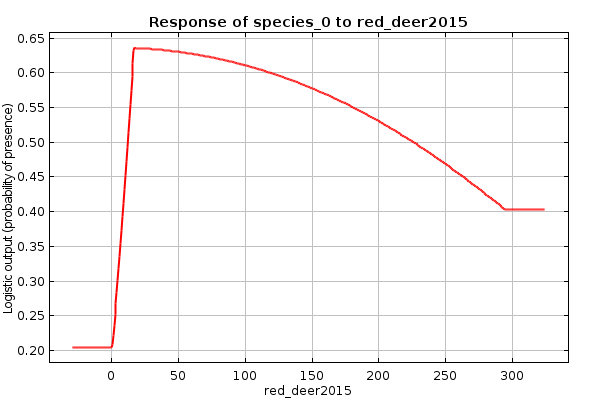 Response of species_0 to red_deer2015
Logistic output (probability of presence)
0.65
0.60
0.55
0.50
0.45
0.40
0.35
0.30
0.25
0.20
0 50 100 150 200 250 300
red_deer2015